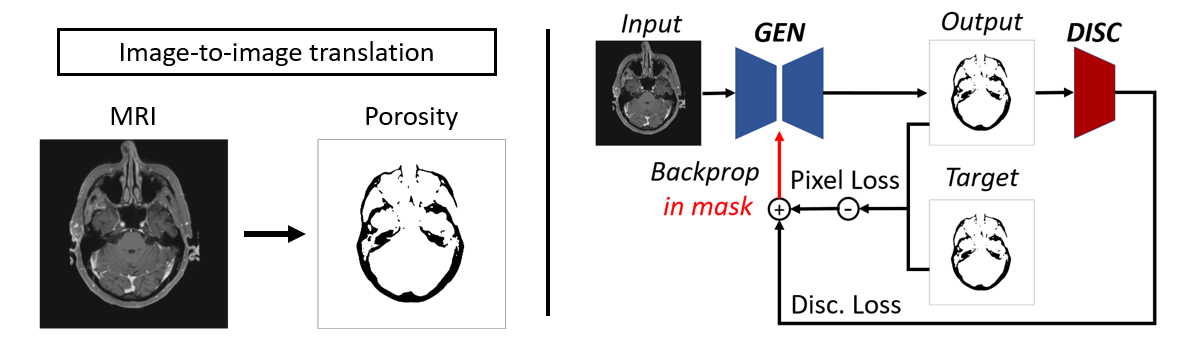 Image-to-image translation
MRI
Porosity
Input
GEN
Output
DISC
Backprop
in mask
Pixel Loss
Target
+
-
Disc. Loss